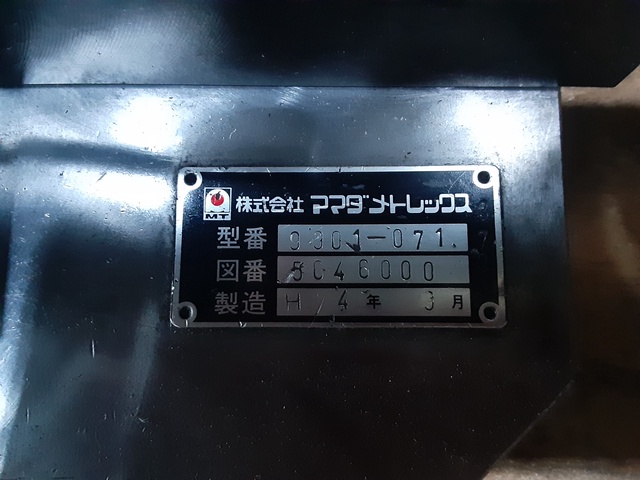 MT 株式会社 アマダメトレックス
型番 0301-071.
図番 5046000
製造 H 4年 3月